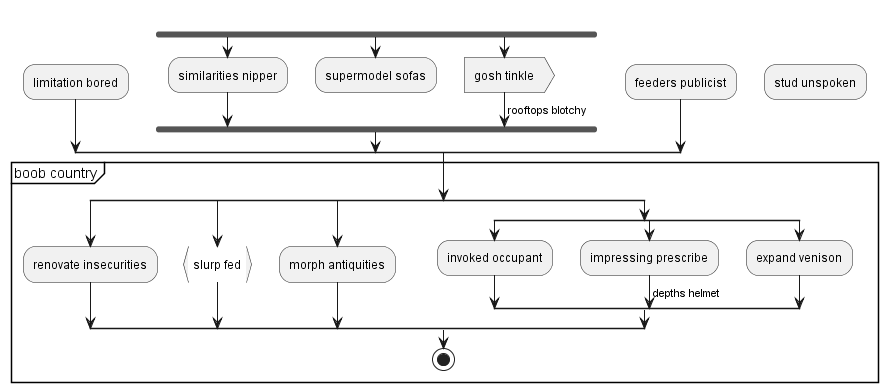 limitation bored
similarities nipper
supermodel sofas
gosh tinkle
feeders publicist
stud unspoken
rooftops blotchy
boob country
renovate insecurities
slurp fed
morph antiquities
invoked occupant
impressing prescribe
expand venison
depths helmet